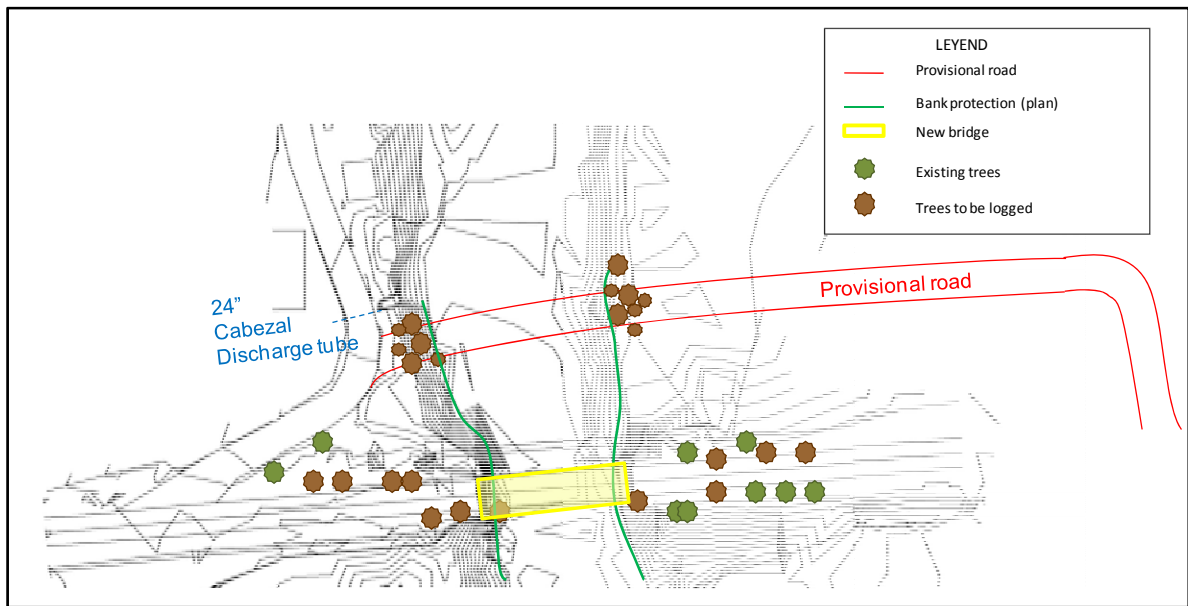 LEYEND
Provisional road
Bank protection (plan)
New bridge
Existing trees
Trees to be logged
Provisional road
24”
Cabezal
Discharge tube